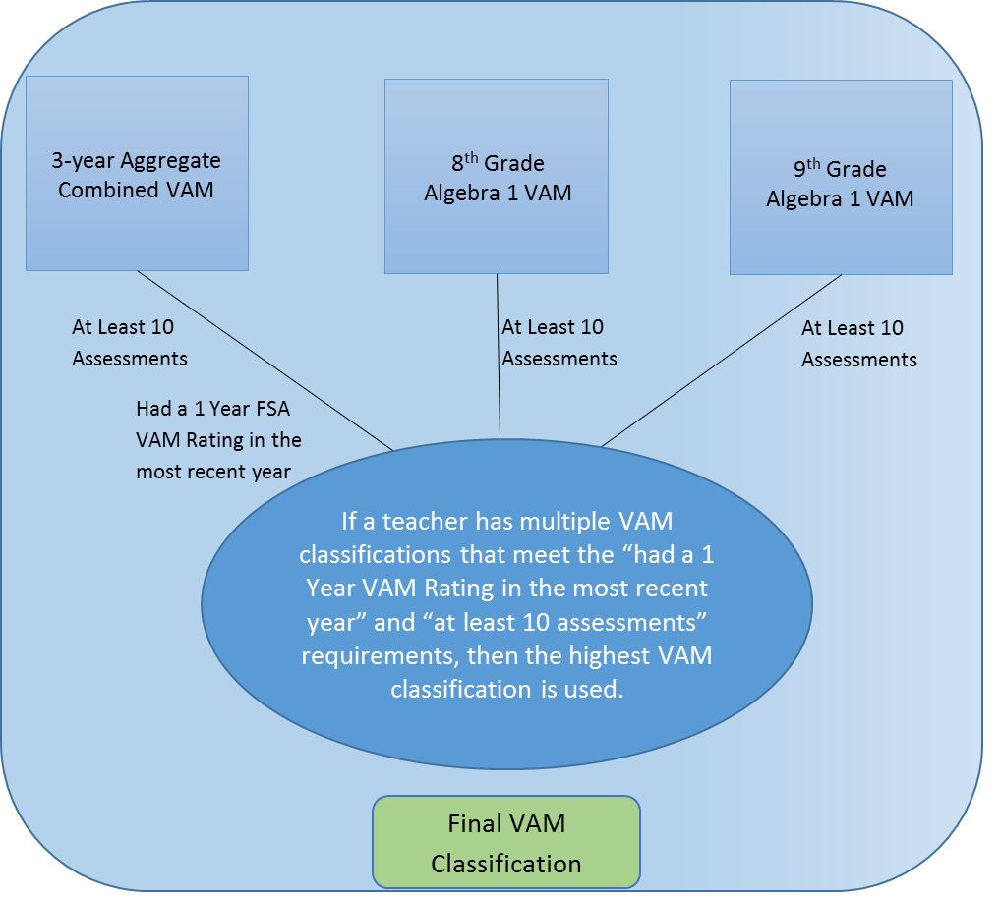 3-year Aggregate
Combined VAM
8th Grade
Algebra 1 VAM
9th Grade
Algebra 1 VAM
At Least 10
Assessments
At Least 10
Assessments
At Least 10
Assessments
Had a 1 Year FSA
VAM Rating in the
most recent year
If a teacher has multiple VAM
classifications that meet the “had a 1
Year VAM Rating in the most recent
year” and “at least 10 assessments”
requirements, then the highest VAM
classification is used.
Final VAM
Classification